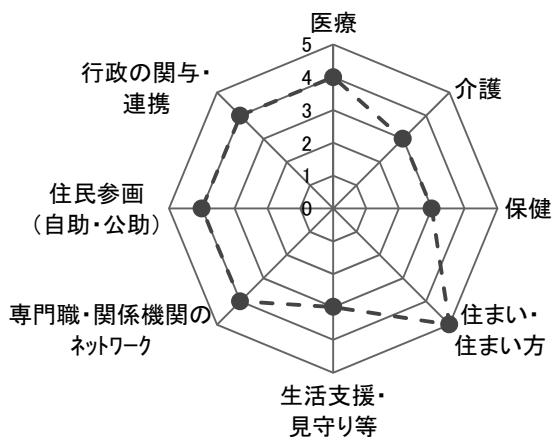 医療
5
4
3
2
1
0
介護
保健
住まい・
住まい方
生活支援・
見守り等
専門職・関係機関の
ネットワーク
住民参画
（自助・公助）
行政の関与・
連携